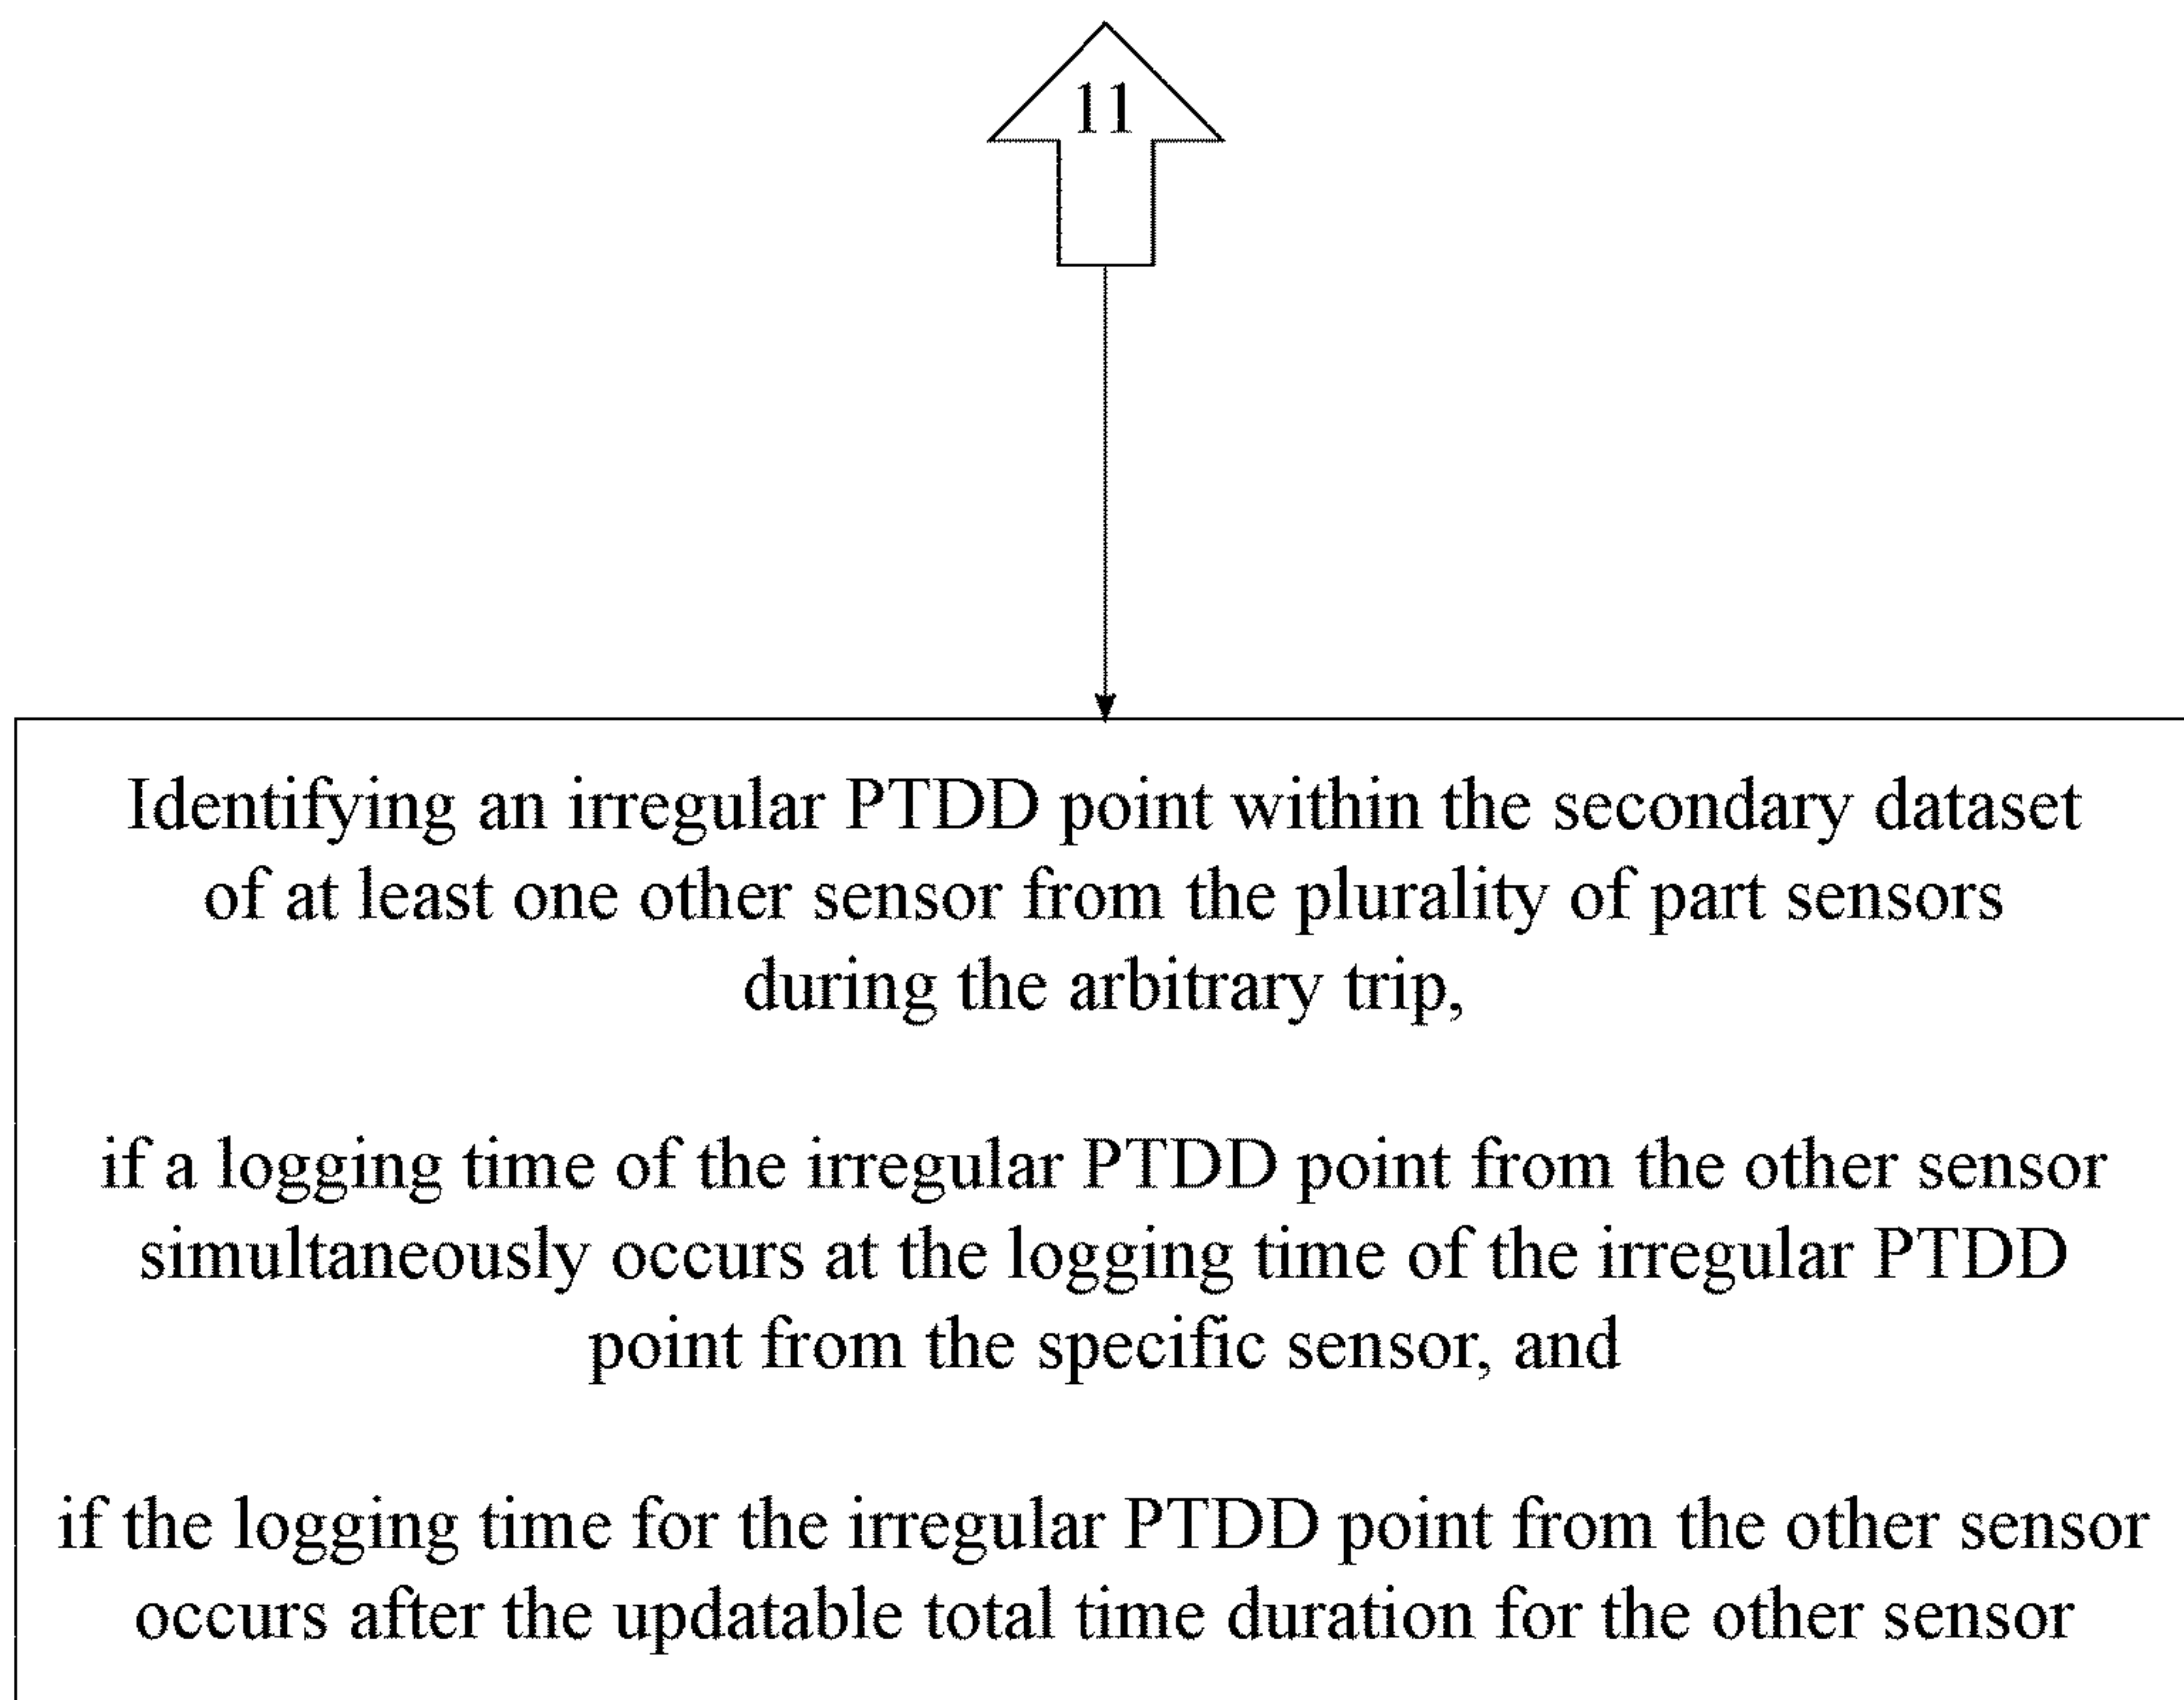 11
Identifying an irregular PTDD point within the secondary dataset
of at least one other sensor from the plurality of part sensors
during the arbitrary trip,
if a logging time of the irregular PTDD point from the other sensor
simultaneously occurs at the logging time of the irregular PTDD
point from the specific sensor, and
if the logging time for the irregular PTDD point from the other sensor
occurs after the updatable total time duration for the other sensor